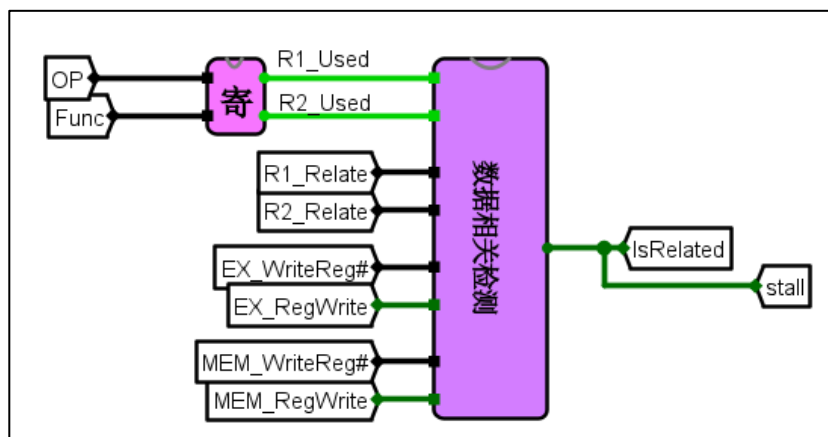 R1_Used
OP
寄
R2_Used
Func
R1_Relate
R2_Relate
数据相关检测
IsRelated
EX_WriteReg#
EX_RegWrite
stall
MEM_WriteReg#
MEM_RegWrite